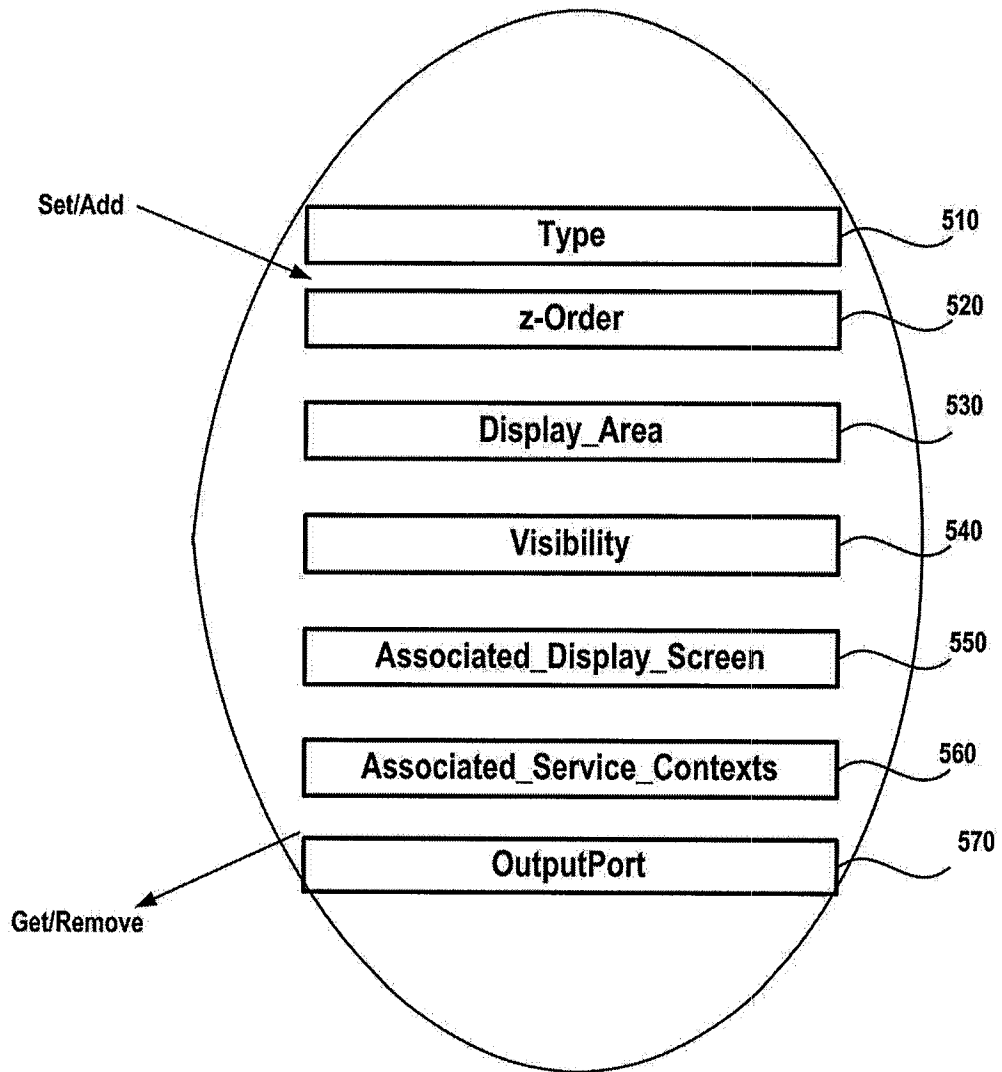 Set/Add
Type
510
z-Order
520
Display_Area
530
Visibility
540
Associated_Display_Screen
550
Associated_Service_Contexts
560
OutputPort
570
Get/Remove